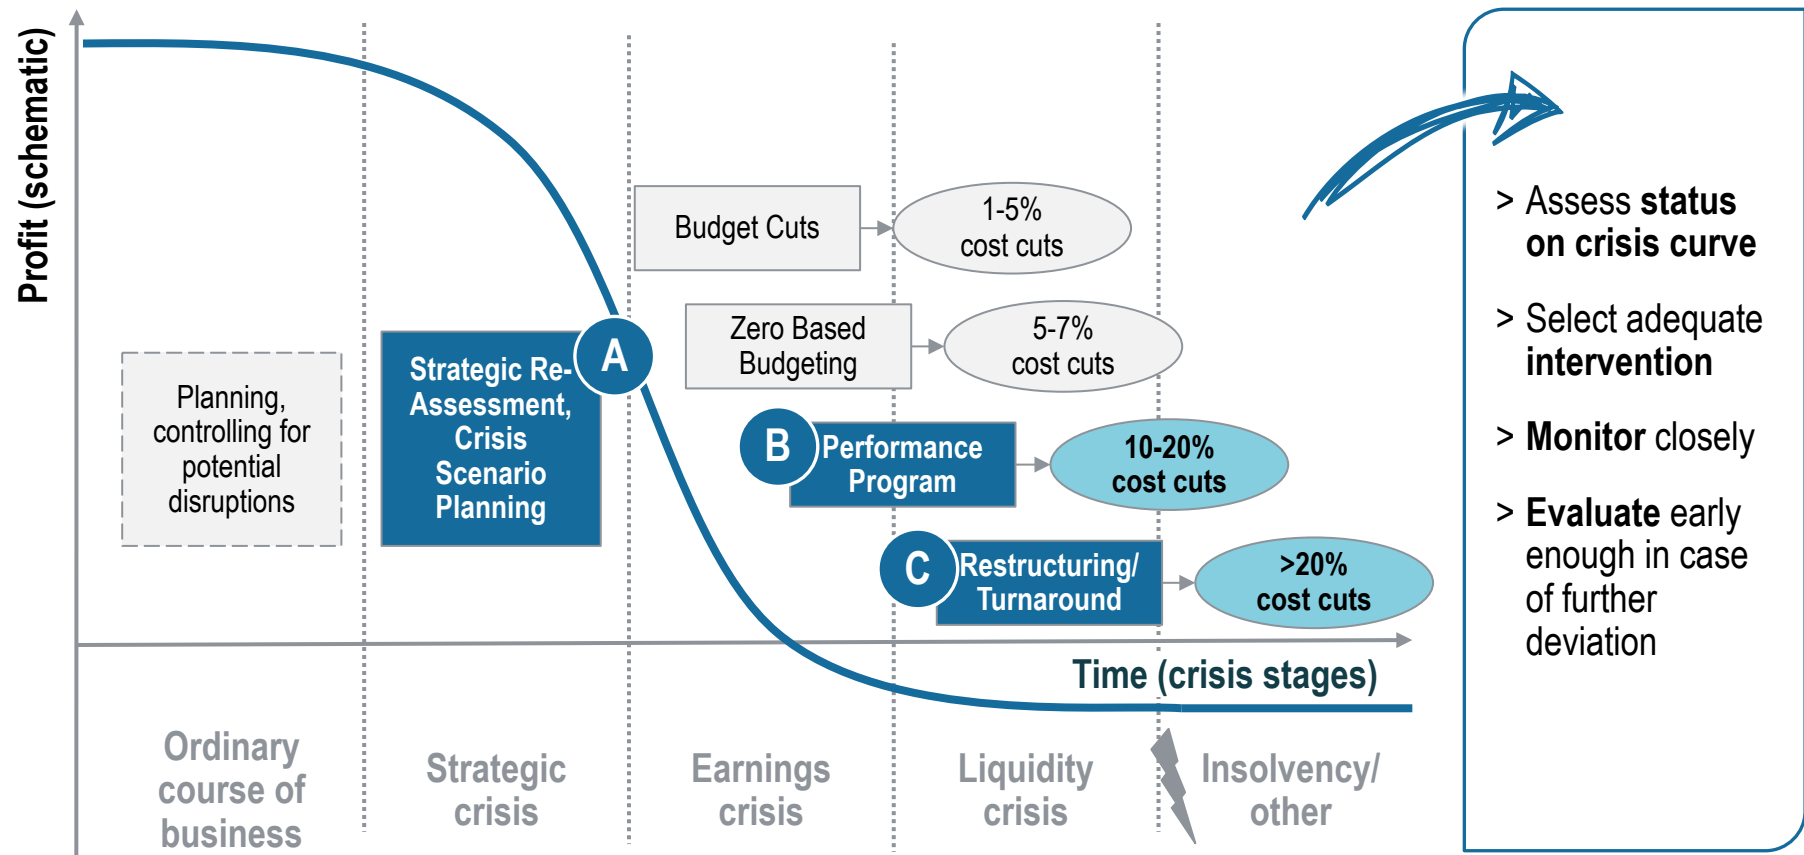 Profit (schematic)
Budget Cuts
1-5%
cost cuts
Zero Based
Budgeting
5-7%
cost cuts
A
Planning,
controlling for
potential
disruptions
Strategic Re-
Assessment,
Crisis
Scenario
Planning
B
Performance
Program
10-20%
cost cuts
C
Restructuring/
Turnaround
>20%
cost cuts
Time (crisis stages)
Ordinary
course of
business
Strategic
crisis
Earnings
crisis
Liquidity
crisis
Insolvency/
other
> Assess status
on crisis curve
> Select adequate
intervention
> Monitor closely
> Evaluate early
enough in case
of further
deviation